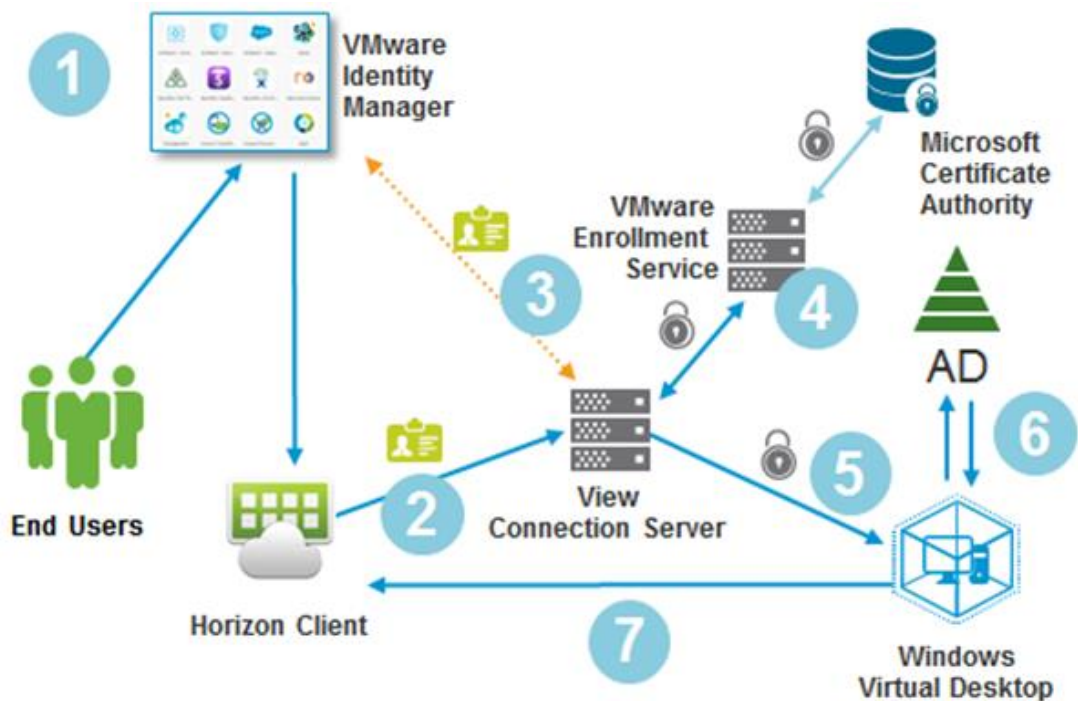 1
VMware
Identity
Manager
Microsoft
Certificate
Authority
VMware
Enrollment
Service
3
4
AD
End Users
2
View
Connection Server
5
6
Horizon Client
7
Windows
Virtual Desktop